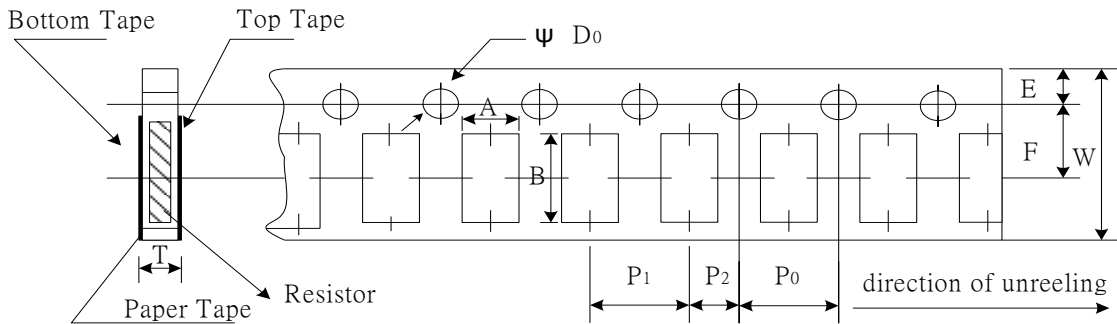 Bottom Tape
Top Tape
Ψ D0
E
A
F
W
B
T
P1
P2
P0
Resistor
direction of unreeling
Paper Tape